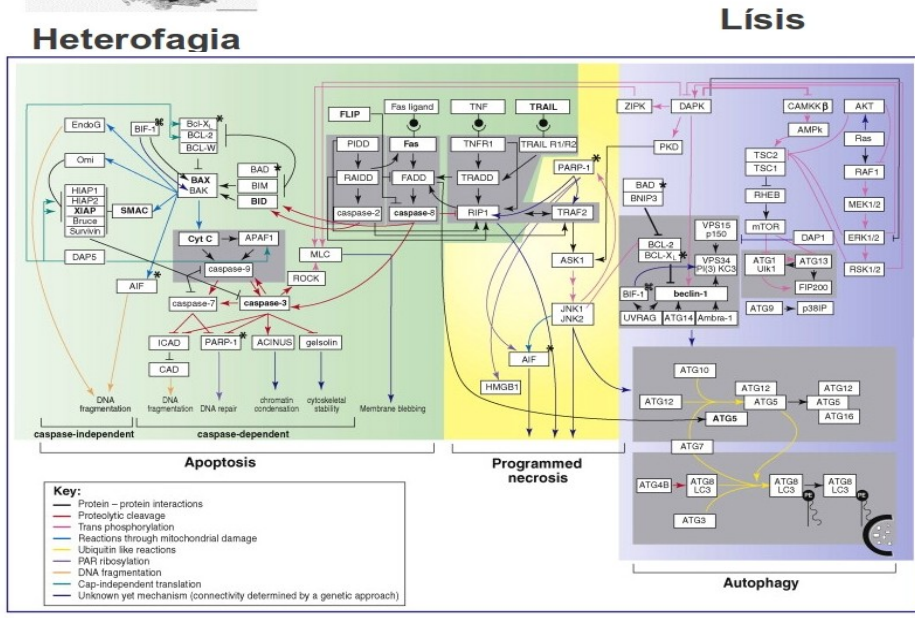 Heterofagia
Lísis
EndoG
BIF-1 ⌘
Bcl-XL *
BCL-2
BCL-W
Omi
BAX
BAK
BAD *
BIM
BID
HIAP1
HIAP2
XIAP
Bruce
Survivin
SMAC
DAP5
Cyt C
APAF1
caspase-9
AIF *
caspase-7
caspase-3
ICAD
CAD
PARP-1 *
ACINUS
gelsolin
MLC
ROCK
FLIP
Fas ligand
TNF
TRAIL
PIDD
Fas
TNFR1
TRAIL R1/R2
RAIDD
FADD
TRADD
caspase-2
caspase-8
RIP1
TRAF2
PARP-1 *
ASK1
JNK1
JNK2
AIF *
HMGB1
ZIPK
DAPK
PKD
CAMKKβ
AMPk
AKT
Ras
RAF1
MEK1/2
ERK1/2
RSK1/2
TSC2
TSC1
RHEB
mTOR
DAP1
BAD *
BNIP3
BCL-2
BCL-XL *
VPS15
p150
VPS34
PI(3) KC3
BIF-1 ⌘
beclin-1
UVRAG
ATG14
Ambra-1
ATG1
Ulk1
ATG13
FIP200
ATG9
p38IP
ATG10
ATG12
ATG12
ATG5
ATG12
ATG5
ATG16
ATG5
ATG7
ATG4B
ATG8
LC3
ATG8
LC3
PE
ATG8
LC3
PE
ATG3
DNA
fragmentation
DNA
fragmentation
DNA repair
chromatin
condensation
cytoskeletal
stability
Membrane blebbing
caspase-independent
caspase-dependent
Apoptosis
Programmed
necrosis
Autophagy
Key:
Protein – protein interactions
Proteolytic cleavage
Trans phosphorylation
Reactions through mitochondrial damage
Ubiquitin like reactions
PAR ribosylation
DNA fragmentation
Cap-independent translation
Unknown yet mechanism (connectivity determined by a genetic approach)